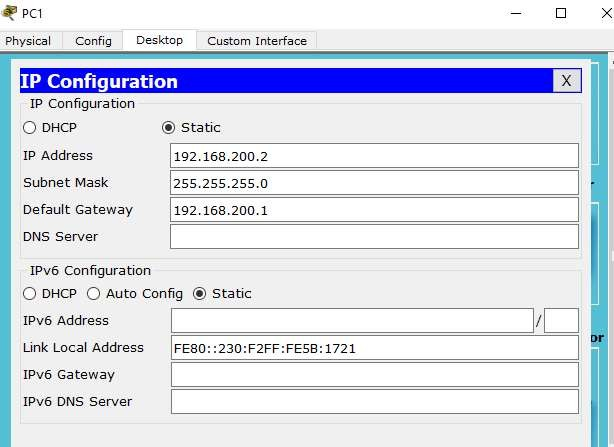 PC1
Physical Config Desktop Custom Interface
IP Configuration X
IP Configuration
DHCP Static
IP Address 192.168.200.2
Subnet Mask 255.255.255.0
Default Gateway 192.168.200.1
DNS Server
IPv6 Configuration
DHCP Auto Config Static
IPv6 Address /
Link Local Address FE80::230:F2FF:FE5B:1721
IPv6 Gateway
IPv6 DNS Server